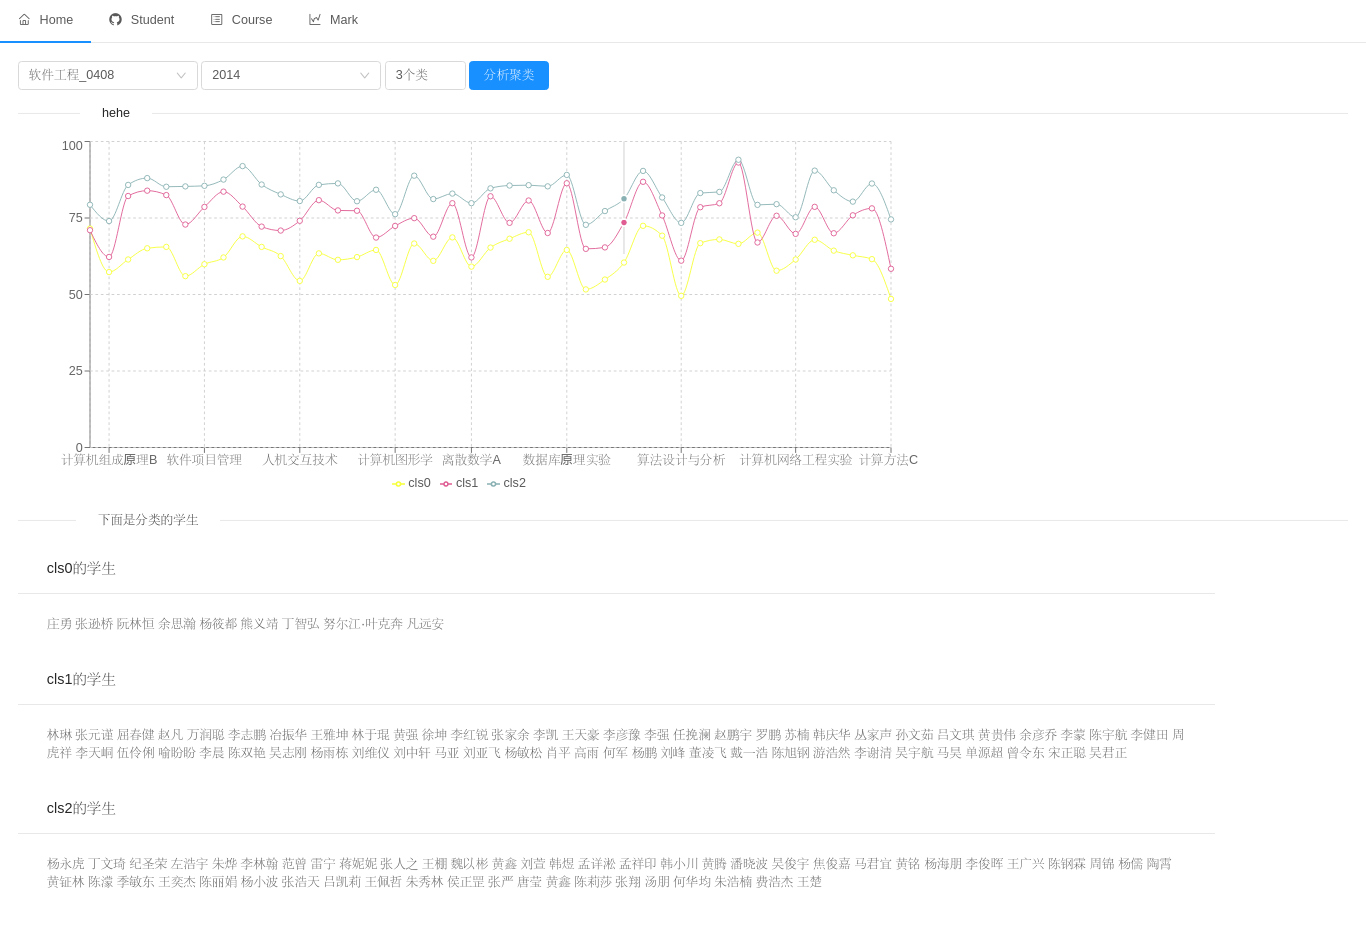 Home Student Course Mark
软件工程_0408 2014 3个类 分析聚类
hehe
100
75
50
25
0
计算机组成原理B 软件项目管理 人机交互技术 计算机图形学 离散数学A 数据库原理实验 算法设计与分析 计算机网络工程实验 计算方法C
cls0 cls1 cls2
下面是分类的学生
cls0的学生
庄勇 张逊桥 阮林恒 余思瀚 杨筱都 熊义靖 丁智弘 努尔江·叶克奔 凡远安
cls1的学生
林琳 张元谨 屈春健 赵凡 万润聪 李志鹏 冶振华 王雅坤 林于琨 黄强 徐坤 李红锐 张家余 李凯 王天豪 李彦豫 李强 任挽澜 赵鹏宇 罗鹏 苏楠 韩庆华 丛家声 孙文茹 吕文琪 黄贵伟 余彦乔 李蒙 陈宇航 李健田 周
虎祥 李天峒 伍伶俐 喻盼盼 李晨 陈双艳 吴志刚 杨雨栋 刘维仪 刘中轩 马亚 刘亚飞 杨敏松 肖平 高雨 何军 杨鹏 刘峰 董凌飞 戴一浩 陈旭钢 游浩然 李谢清 吴宇航 马昊 单源超 曾令东 宋正聪 吴君正
cls2的学生
杨永虎 丁文琦 纪圣荣 左浩宇 朱烨 李林翰 范曾 雷宁 蒋妮妮 张人之 王棚 魏以彬 黄鑫 刘萱 韩煜 孟详淞 孟祥印 韩小川 黄腾 潘晓波 吴俊宇 焦俊嘉 马君宜 黄铭 杨海朋 李俊晖 王广兴 陈钢霖 周锦 杨儒 陶霄
黄钲林 陈濛 季敏东 王奕杰 陈丽娟 杨小波 张浩天 吕凯莉 王佩哲 朱秀林 侯正罡 张严 唐莹 黄鑫 陈莉莎 张翔 汤朋 何华均 朱浩楠 费浩杰 王楚